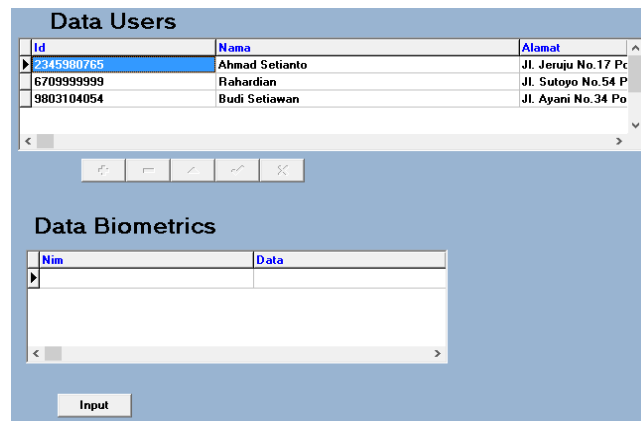 Data Users
Id Nama Alamat
2345980765 Ahmad Setianto Jl. Jeruju No.17 Pc
6709999999 Rahardian Jl. Sutoyo No.54 P
9803104054 Budi Setiawan Jl. Ayani No.34 Po
Data Biometrics
Nim Data
Input